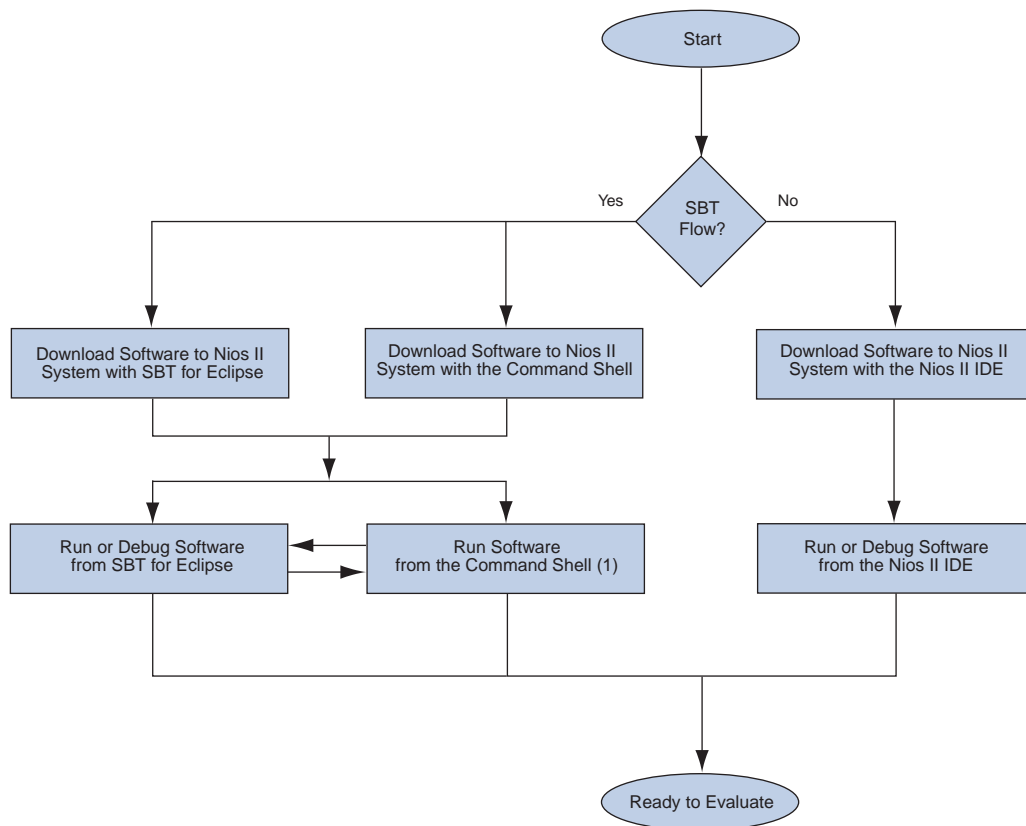 Start
Yes
SBT
Flow?
No
Download Software to Nios II
System with SBT for Eclipse
Download Software to Nios II
System with the Command Shell
Download Software to Nios II
System with the Nios II IDE
Run or Debug Software
from SBT for Eclipse
Run Software
from the Command Shell (1)
Run or Debug Software
from the Nios II IDE
Ready to Evaluate